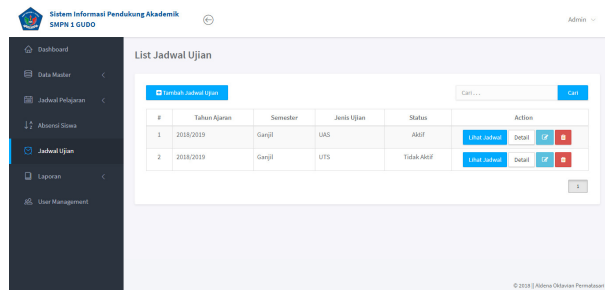 Sistem Informasi Pendukung Akademik
SMPN 1 GUDO
Admin
Dashboard
Data Master
Jadwal Pelajaran
Absensi Siswa
Jadwal Ujian
Laporan
User Management
List Jadwal Ujian
Tambah Jadwal Ujian
Cari . . . Cari
# Tahun Ajaran Semester Jenis Ujian Status Action
1 2018/2019 Ganjil UAS Aktif Lihat Jadwal Detail
2 2018/2019 Ganjil UTS Tidak Aktif Lihat Jadwal Detail
1
© 2018 || Aldena Oktavian Permatasari